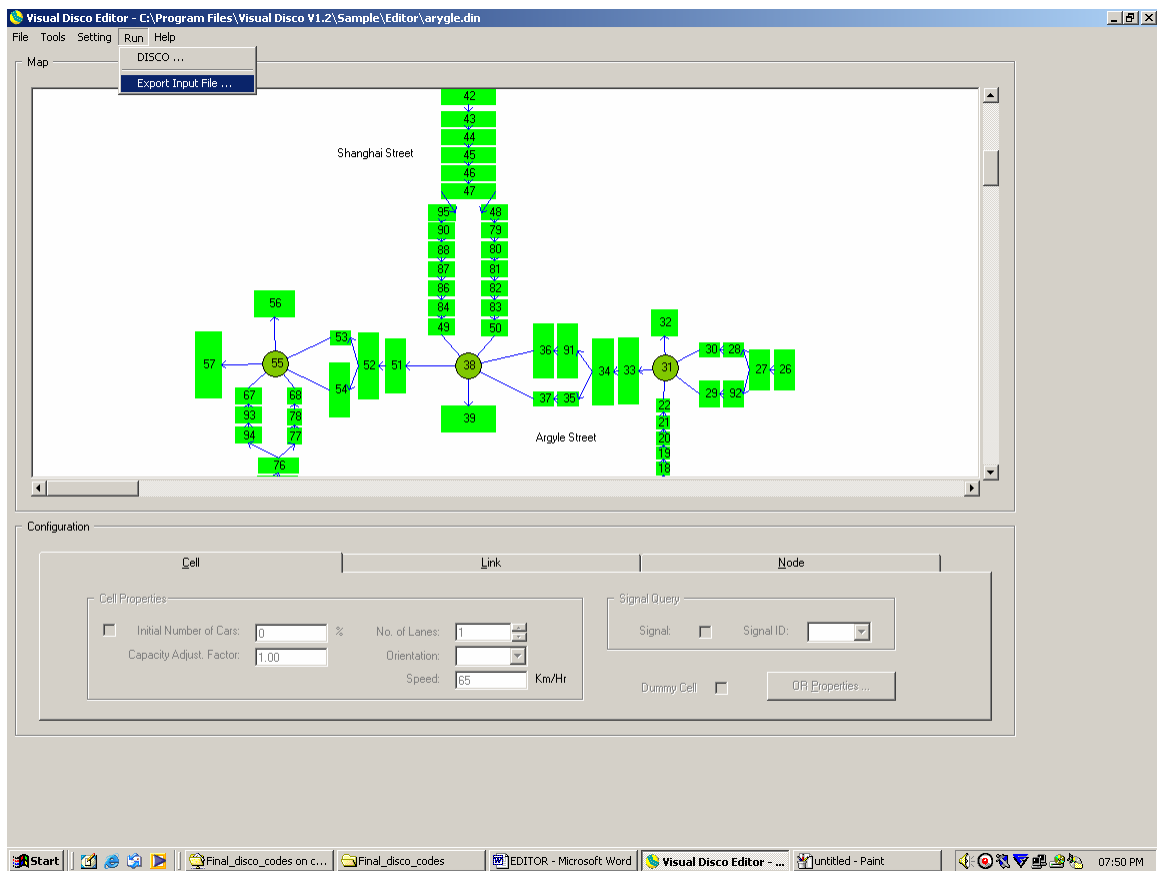 Visual Disco Editor - C:\Program Files\Visual Disco V1.2\Sample\Editor\arygle.din
File Tools Setting Run Help
DISCO ...
Export Input File ...
Map
42
43
44
Shanghai Street
45
46
47
95 48
90 79
88 80
87 81
86 82
84 83
49 50
56
32
53
36 91
30 28
57 55 52 51 38 34 33 31 27 26
54
67 68
37 35
29 92
22
93 78
39
21
94 77
Argyle Street
20
19
76
18
Configuration
Cell Link Node
Cell Properties
Initial Number of Cars: 0 %
No. of Lanes: 1
Capacity Adjust. Factor: 1.00
Orientation:
Speed: 65 Km/Hr
Signal Query
Signal: Signal ID:
Dummy Cell OR Properties ...
Start Final_disco_codes on c... Final_disco_codes EDITOR - Microsoft Word Visual Disco Editor - ... untitled - Paint 07:50 PM